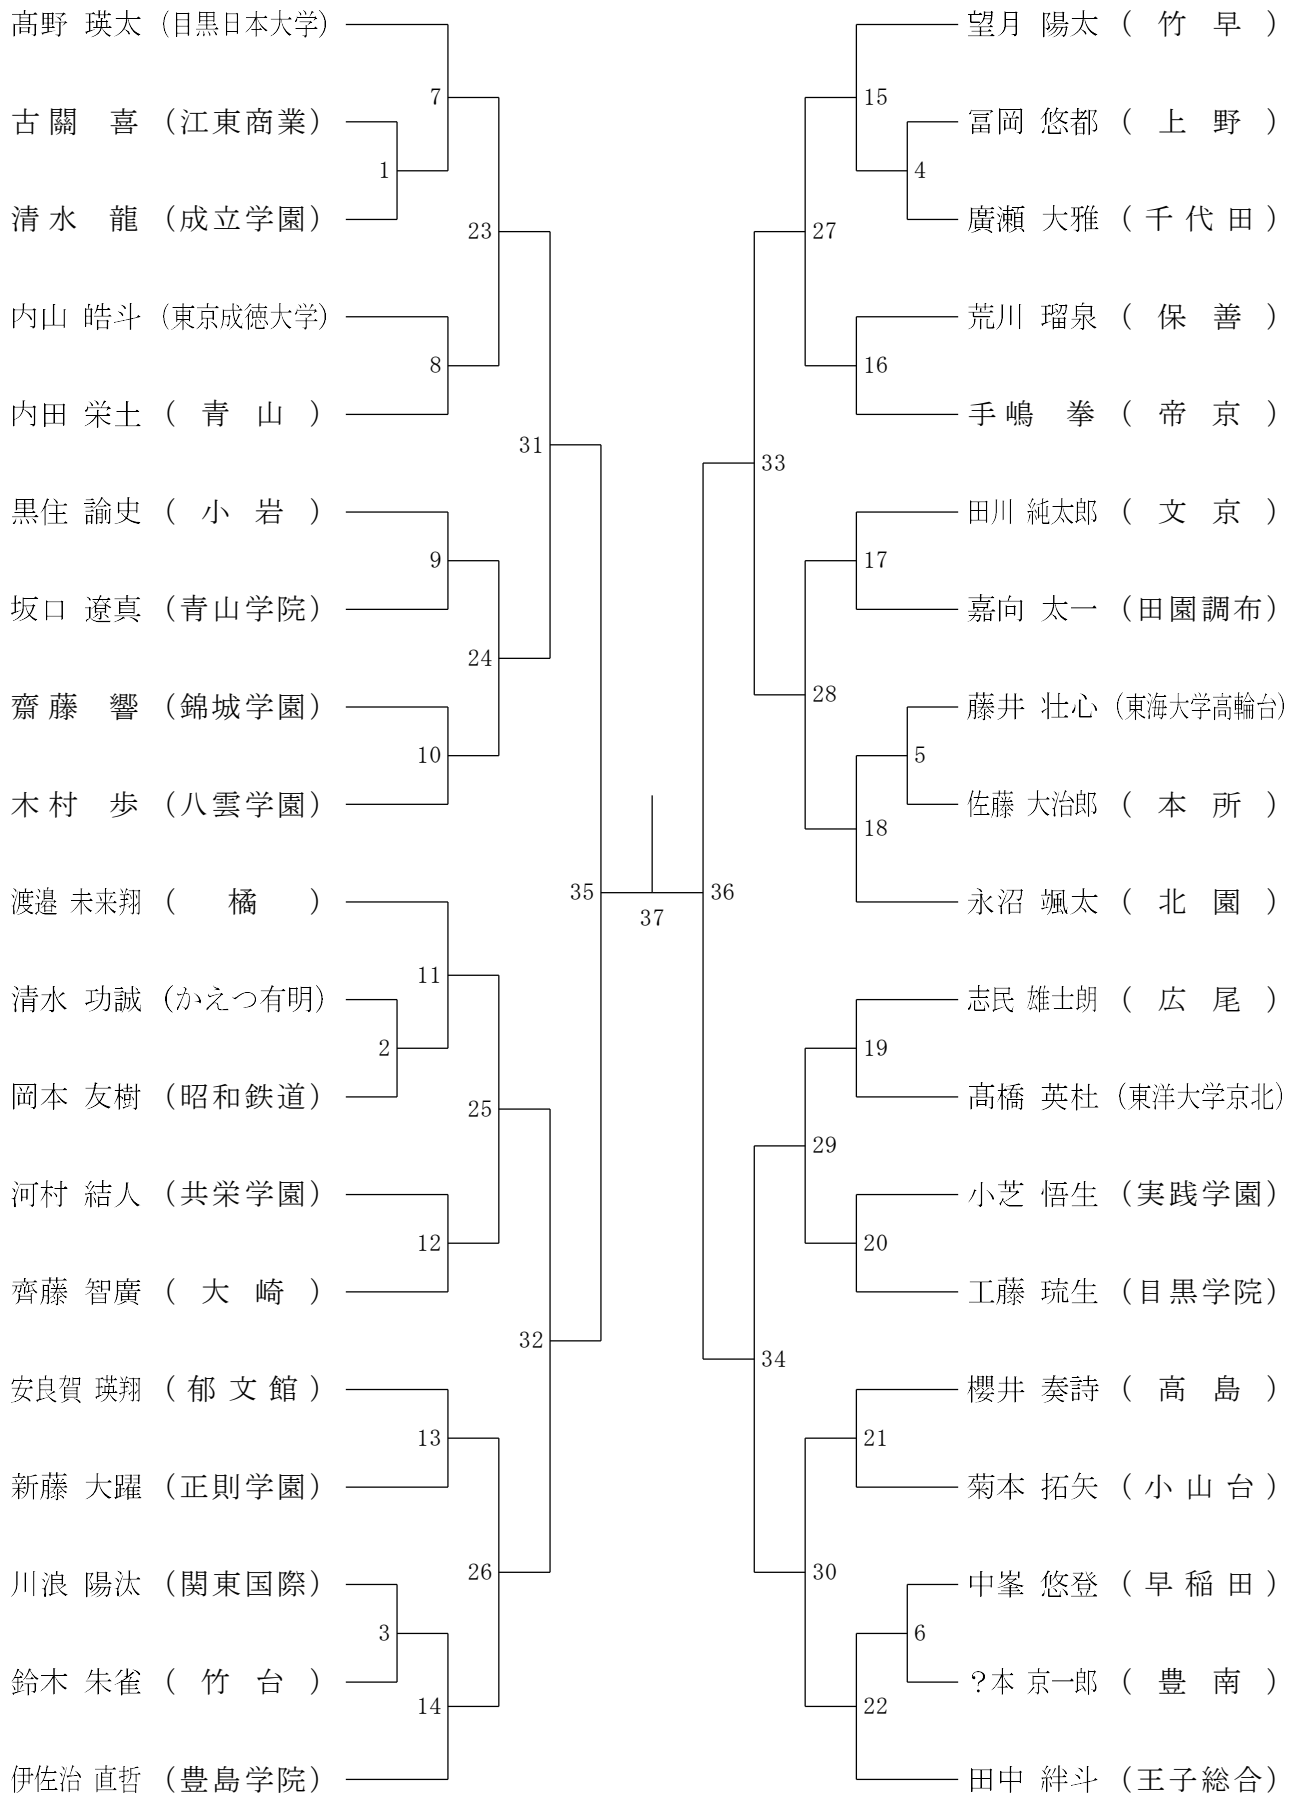 髙野 瑛太 (目黒日本大学)
7
古關 喜 (江東商業)
1
清水 龍 (成立学園)
23
内山 皓斗 (東京成徳大学)
8
内田 栄土 (青山)
31
黒住 諭史 (小岩)
9
坂口 遼真 (青山学院)
24
齋藤 響 (錦城学園)
10
木村 歩 (八雲学園)
35
渡邉 未来翔 (橘)
11
清水 功誠 (かえつ有明)
2
岡本 友樹 (昭和鉄道)
25
河村 結人 (共栄学園)
12
齊藤 智廣 (大崎)
32
安良賀 瑛翔 (郁文館)
13
新藤 大躍 (正則学園)
26
川浪 陽汰 (関東国際)
3
鈴木 朱雀 (竹台)
14
伊佐治 直哲 (豊島学院)
37
望月 陽太 (竹早)
15
冨岡 悠都 (上野)
4
廣瀬 大雅 (千代田)
27
荒川 瑠泉 (保善)
16
手嶋 拳 (帝京)
33
田川 純太郎 (文京)
17
嘉向 太一 (田園調布)
28
藤井 壮心 (東海大学高輪台)
5
佐藤 大治郎 (本所)
18
永沼 颯太 (北園)
36
志民 雄士朗 (広尾)
19
髙橋 英杜 (東洋大学京北)
29
小芝 悟生 (実践学園)
20
工藤 琉生 (目黒学院)
34
櫻井 奏詩 (高島)
21
菊本 拓矢 (小山台)
30
中峯 悠登 (早稲田)
6
?本 京一郎 (豊南)
22
田中 絆斗 (王子総合)